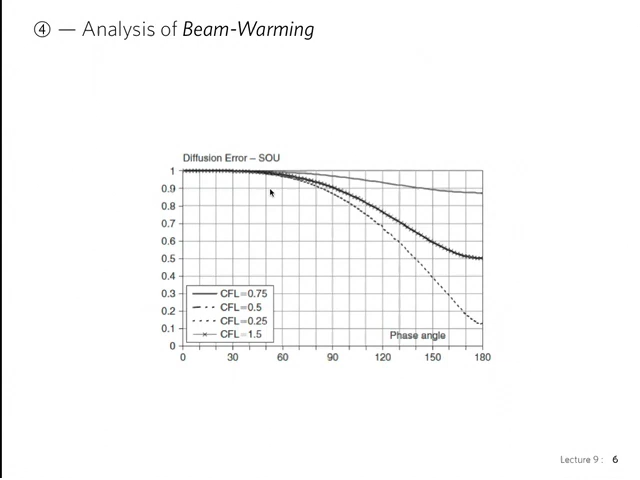 ④ — Analysis of Beam-Warming
Diffusion Error – SOU
1
0.9
0.8
0.7
0.6
0.5
0.4
0.3
0.2
0.1
0
CFL=0.75
CFL=0.5
CFL=0.25
CFL=1.5
Phase angle
0 30 60 90 120 150 180
Lecture 9 : 6